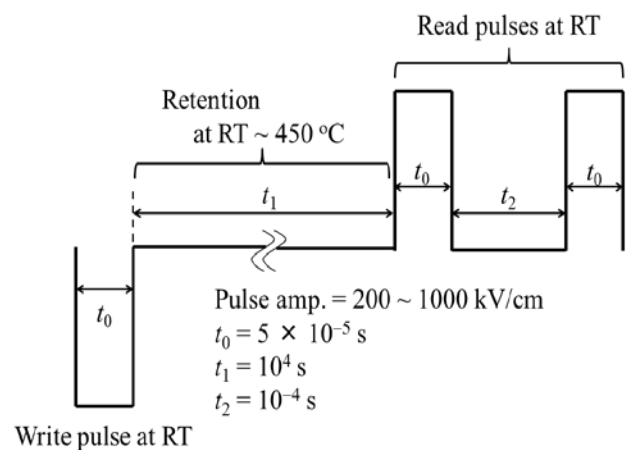 Read pulses at RT
Retention
at RT ~ 450 °C
t₀
t₀
t₁
t₂
t₀
Pulse amp. = 200 ~ 1000 kV/cm
t₀ = 5 × 10⁻⁵ s
t₁ = 10⁴ s
t₂ = 10⁻⁴ s
Write pulse at RT